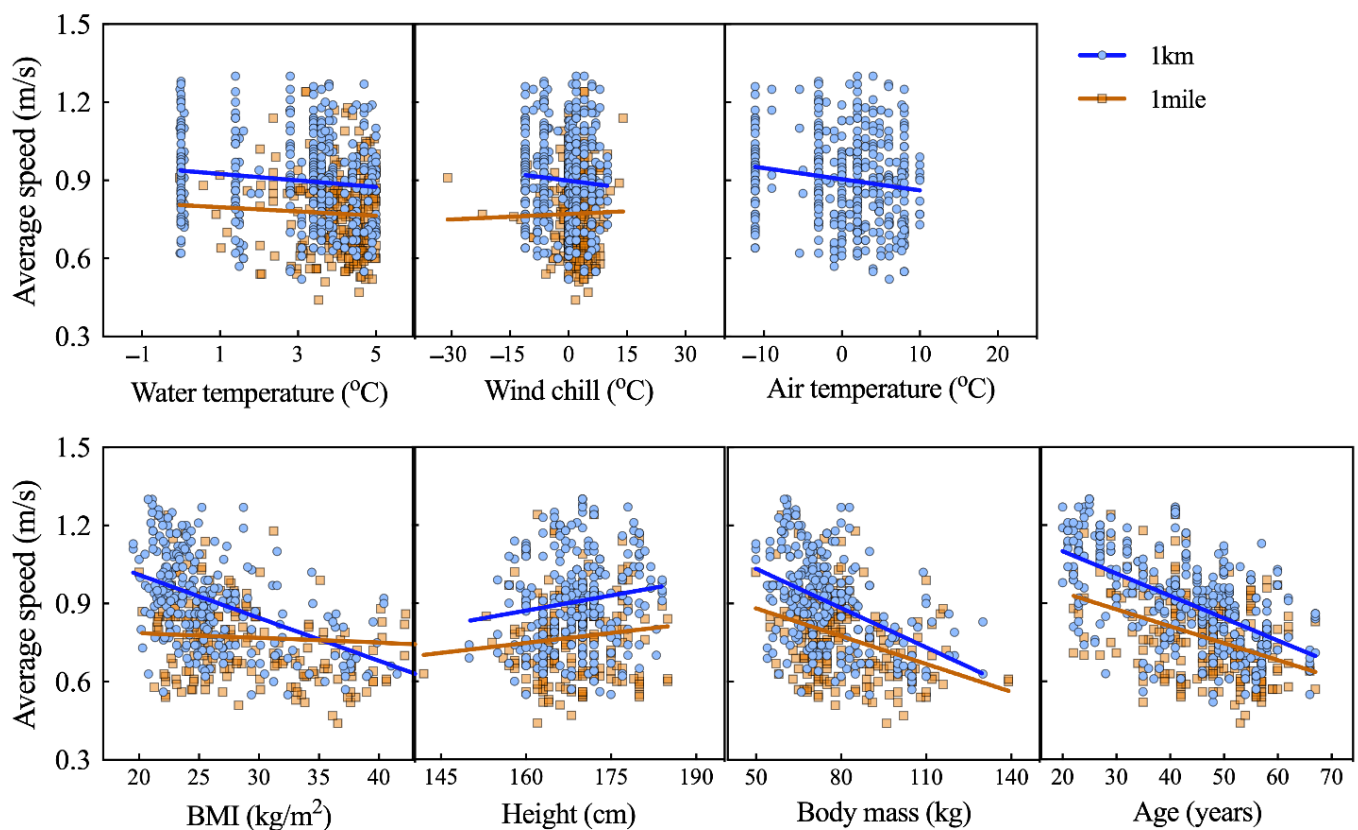 1.5
1.2
0.9
0.6
0.3
Average speed (m/s)
–1 1 3 5
Water temperature (°C)
–30 –15 0 15 30
Wind chill (°C)
–10 0 10 20
Air temperature (°C)
1km
1mile
1.5
1.2
0.9
0.6
0.3
Average speed (m/s)
20 25 30 35 40
BMI (kg/m²)
145 160 175 190
Height (cm)
50 80 110 140
Body mass (kg)
20 30 40 50 60 70
Age (years)